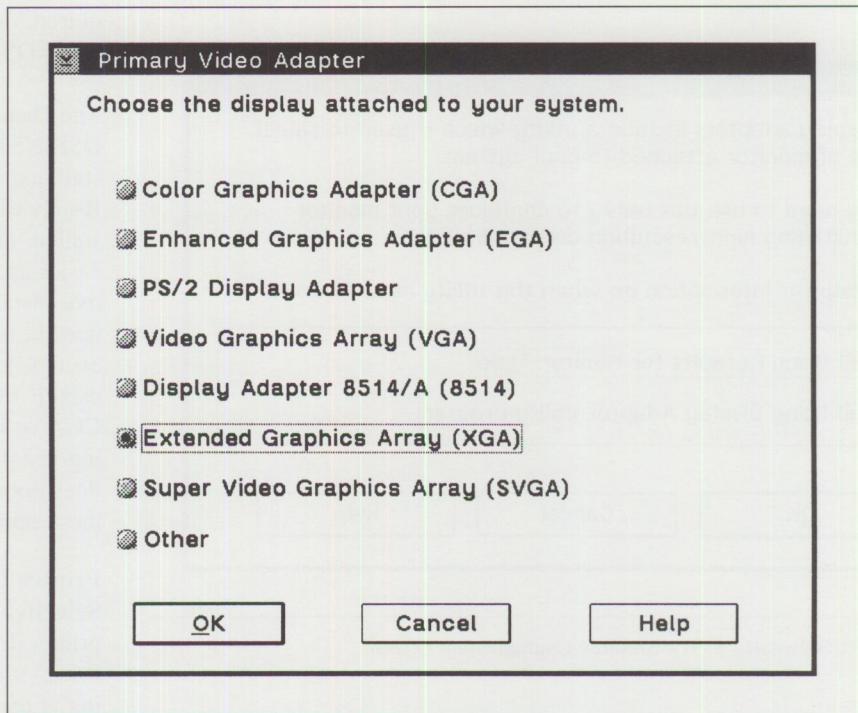 Primary Video Adapter
Choose the display attached to your system.
Color Graphics Adapter (CGA)
Enhanced Graphics Adapter (EGA)
PS/2 Display Adapter
Video Graphics Array (VGA)
Display Adapter 8514/A (8514)
Extended Graphics Array (XGA)
Super Video Graphics Array (SVGA)
Other
OK
Cancel
Help